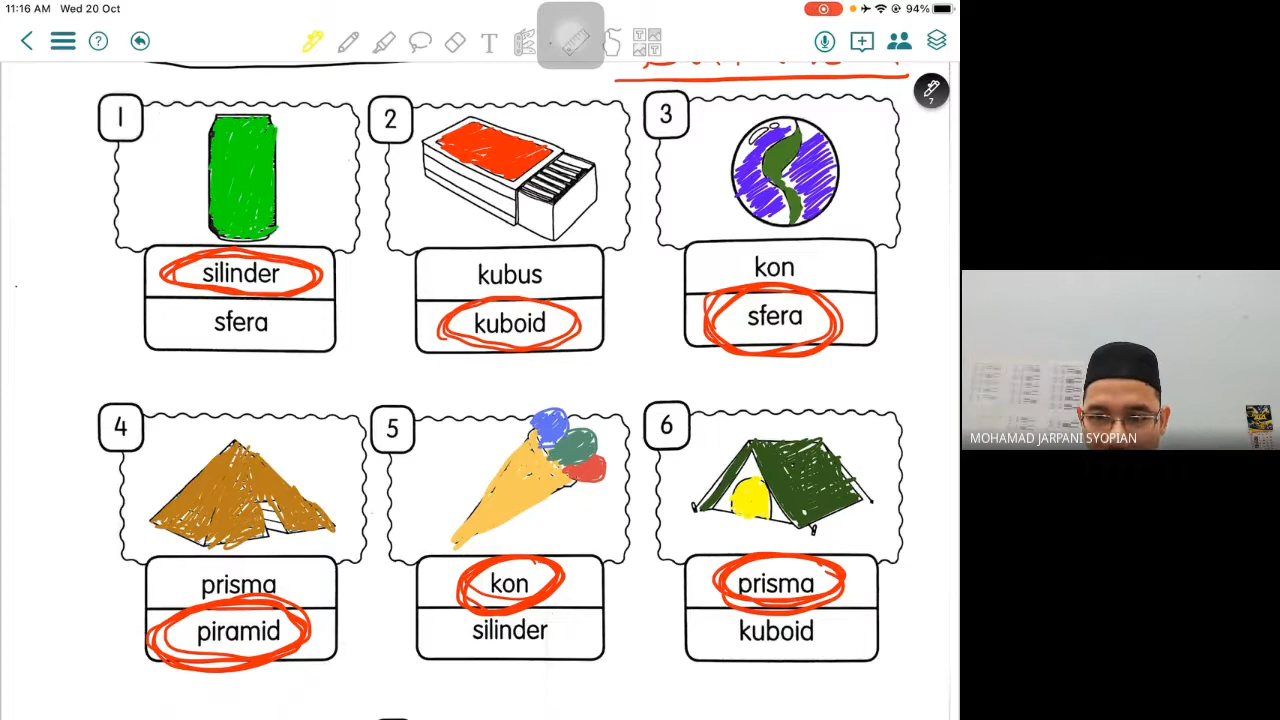 11:16 AM Wed 20 Oct
94%
7
1
silinder
sfera
2
kubus
kuboid
3
kon
sfera
4
prisma
piramid
5
kon
silinder
6
prisma
kuboid
MOHAMAD JARPANI SYOPIAN